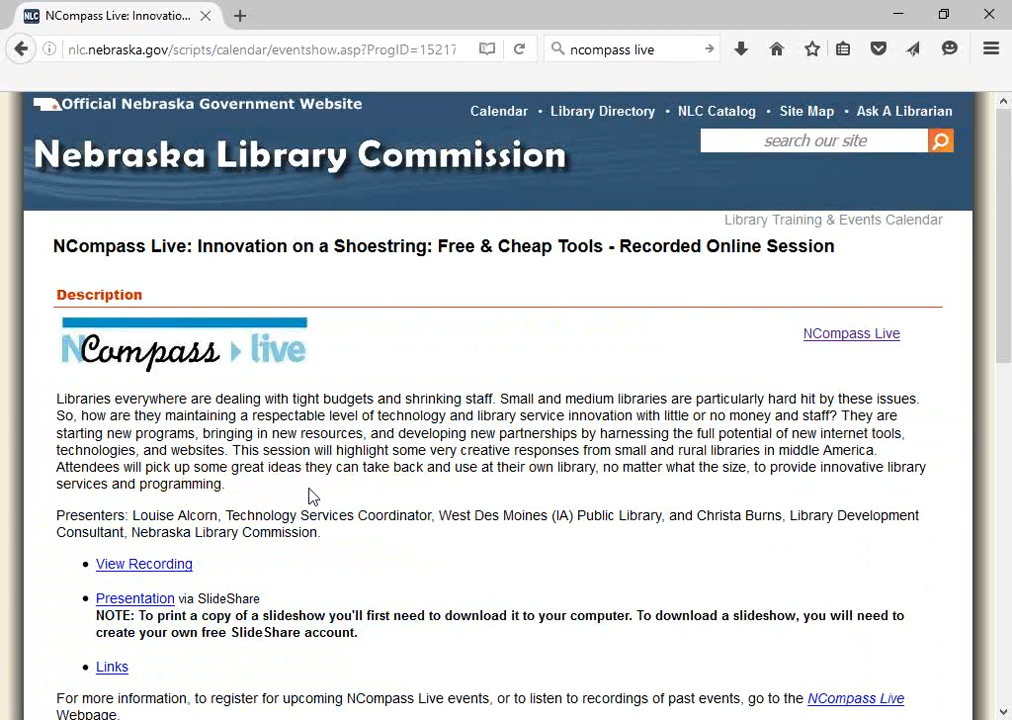 NLC NCompass Live: Innovatio...
nlc.nebraska.gov/scripts/calendar/eventshow.asp?ProgID=15217
ncompass live
Official Nebraska Government Website
Calendar • Library Directory • NLC Catalog • Site Map • Ask A Librarian
Nebraska Library Commission
search our site
Library Training & Events Calendar
NCompass Live: Innovation on a Shoestring: Free & Cheap Tools - Recorded Online Session
Description
NCompass live
NCompass Live
Libraries everywhere are dealing with tight budgets and shrinking staff. Small and medium libraries are particularly hard hit by these issues.
So, how are they maintaining a respectable level of technology and library service innovation with little or no money and staff? They are
starting new programs, bringing in new resources, and developing new partnerships by harnessing the full potential of new internet tools,
technologies, and websites. This session will highlight some very creative responses from small and rural libraries in middle America.
Attendees will pick up some great ideas they can take back and use at their own library, no matter what the size, to provide innovative library
services and programming.
Presenters: Louise Alcorn, Technology Services Coordinator, West Des Moines (IA) Public Library, and Christa Burns, Library Development
Consultant, Nebraska Library Commission.
• View Recording
• Presentation via SlideShare
NOTE: To print a copy of a slideshow you'll first need to download it to your computer. To download a slideshow, you will need to
create your own free SlideShare account.
• Links
For more information, to register for upcoming NCompass Live events, or to listen to recordings of past events, go to the NCompass Live
Webpage.